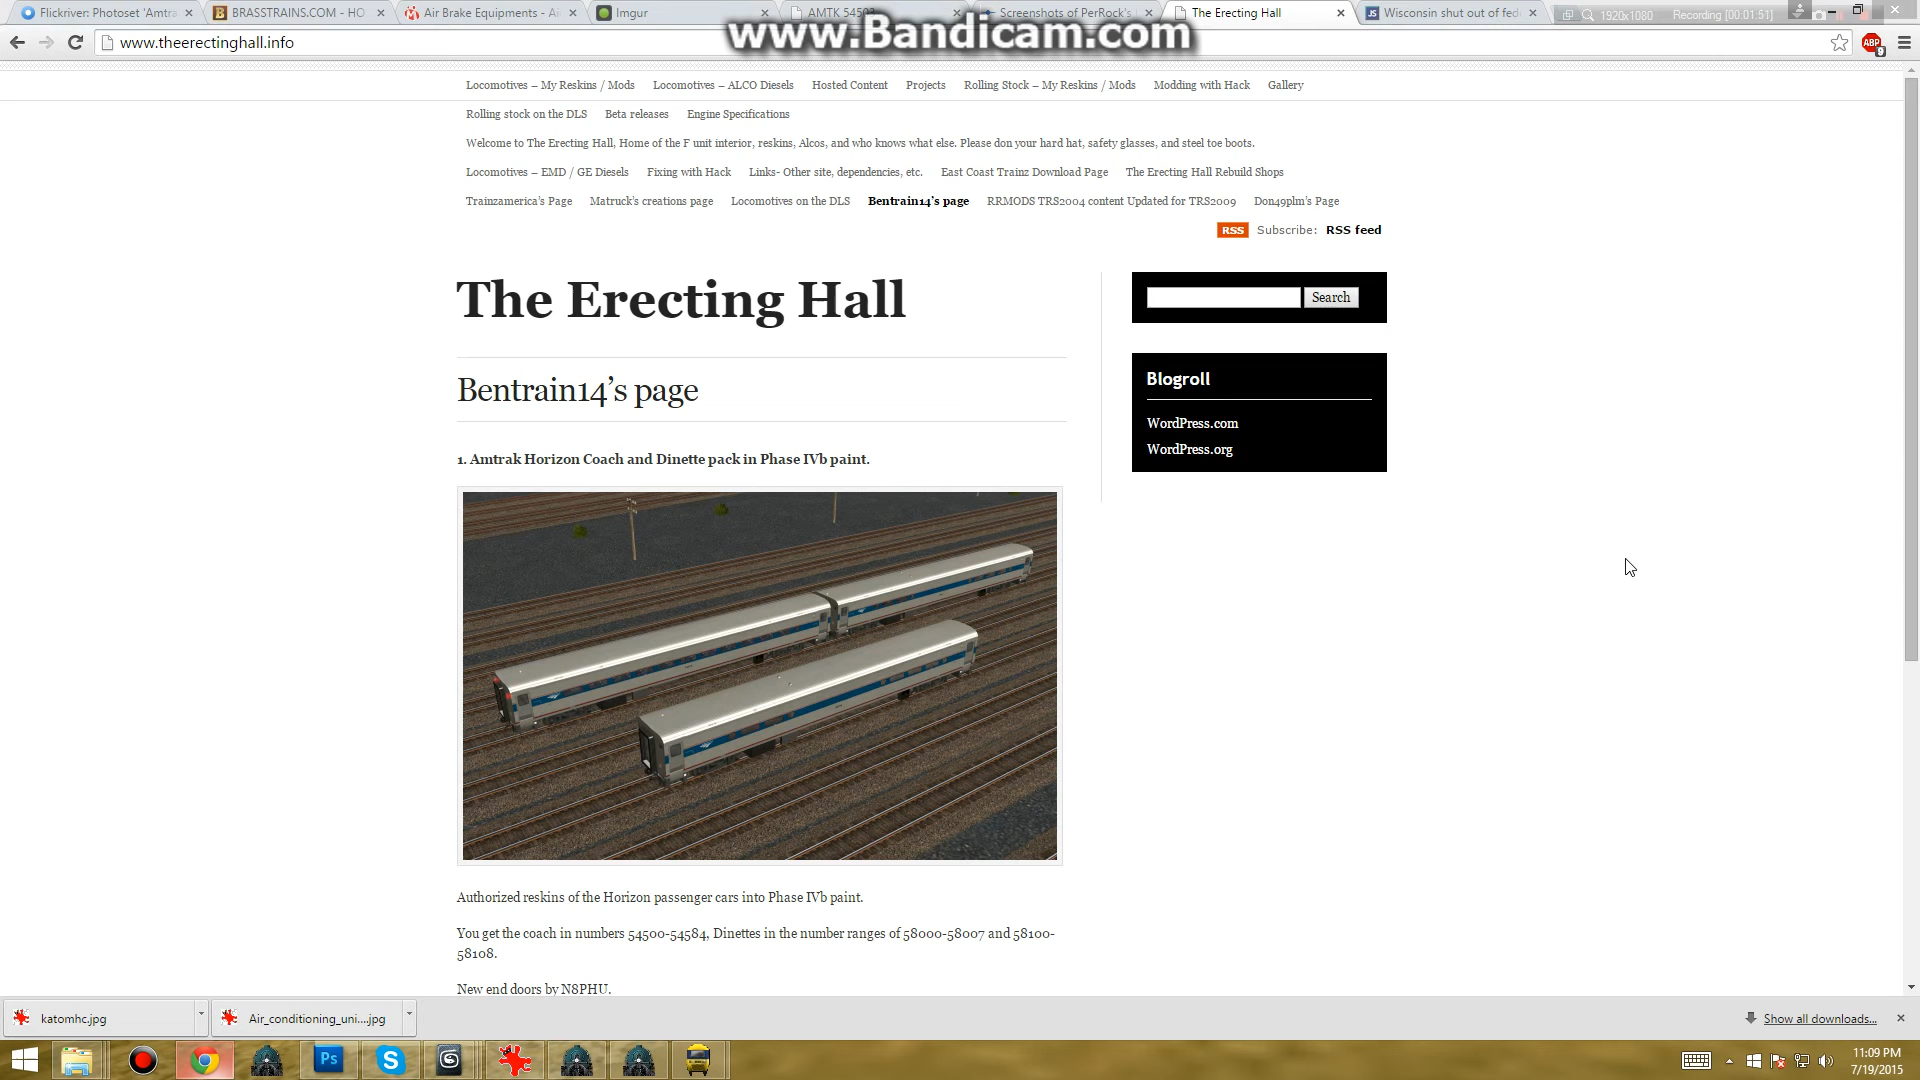 Flickriver: Photoset 'Amtra
BRASSTRAINS.COM - HO
Air Brake Equipments - Ai
Imgur
AMTK 54503
Screenshots of PerRock's
The Erecting Hall
Wisconsin shut out of fed
1920x1080
Recording [00:01:51]
www.Bandicam.com
www.theerectinghall.info
ABP
Locomotives – My Reskins / Mods
Locomotives – ALCO Diesels
Hosted Content
Projects
Rolling Stock – My Reskins / Mods
Modding with Hack
Gallery
Rolling stock on the DLS
Beta releases
Engine Specifications
Welcome to The Erecting Hall, Home of the F unit interior, reskins, Alcos, and who knows what else. Please don your hard hat, safety glasses, and steel toe boots.
Locomotives – EMD / GE Diesels
Fixing with Hack
Links- Other site, dependencies, etc.
East Coast Trainz Download Page
The Erecting Hall Rebuild Shops
Trainzamerica's Page
Matruck's creations page
Locomotives on the DLS
Bentrain14's page
RRMODS TRS2004 content Updated for TRS2009
Don49plm's Page
RSS Subscribe: RSS feed
The Erecting Hall
Search
Bentrain14's page
Blogroll
WordPress.com
WordPress.org
1. Amtrak Horizon Coach and Dinette pack in Phase IVb paint.
Authorized reskins of the Horizon passenger cars into Phase IVb paint.
You get the coach in numbers 54500-54584, Dinettes in the number ranges of 58000-58007 and 58100-
58108.
New end doors by N8PHU.
katomhc.jpg
Air_conditioning_uni....jpg
Show all downloads...
Ps
11:09 PM
7/19/2015